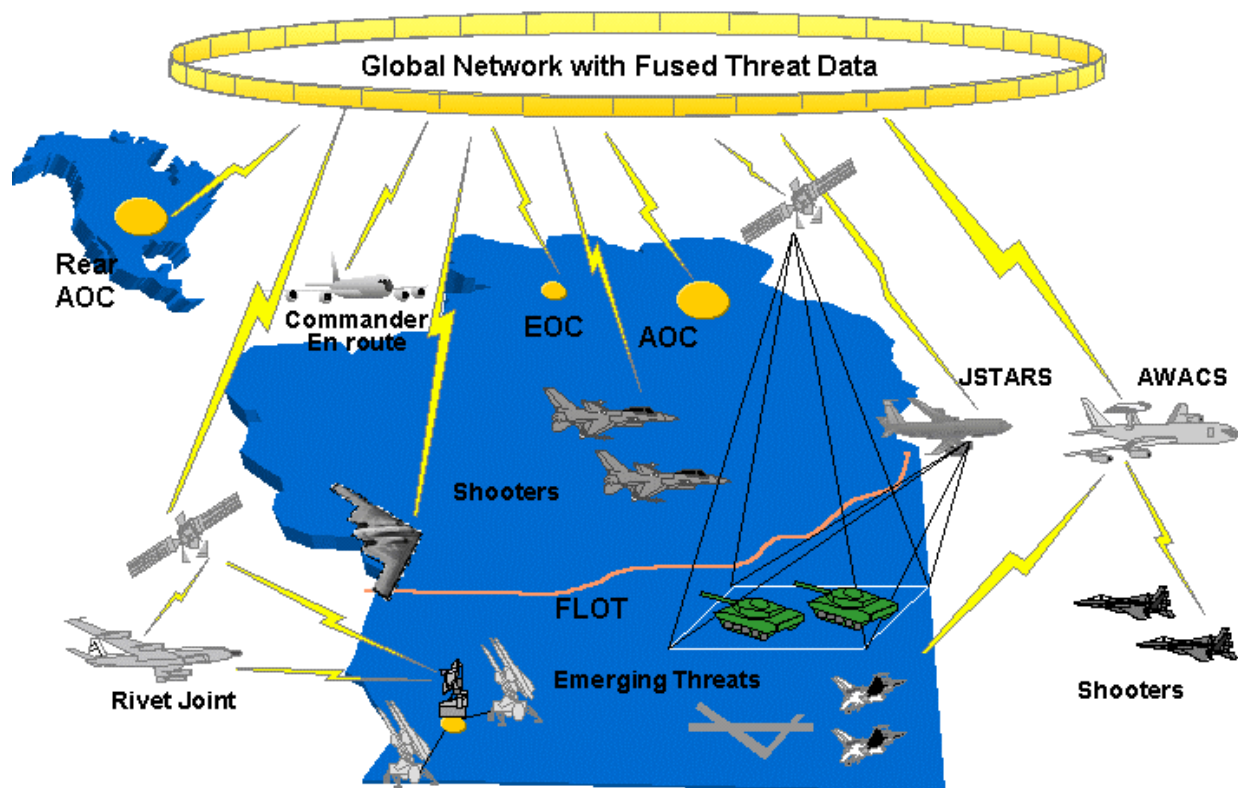 Global Network with Fused Threat Data
Rear
AOC
Commander
En route
EOC
AOC
JSTARS
AWACS
Shooters
FLOT
Rivet Joint
Emerging Threats
Shooters